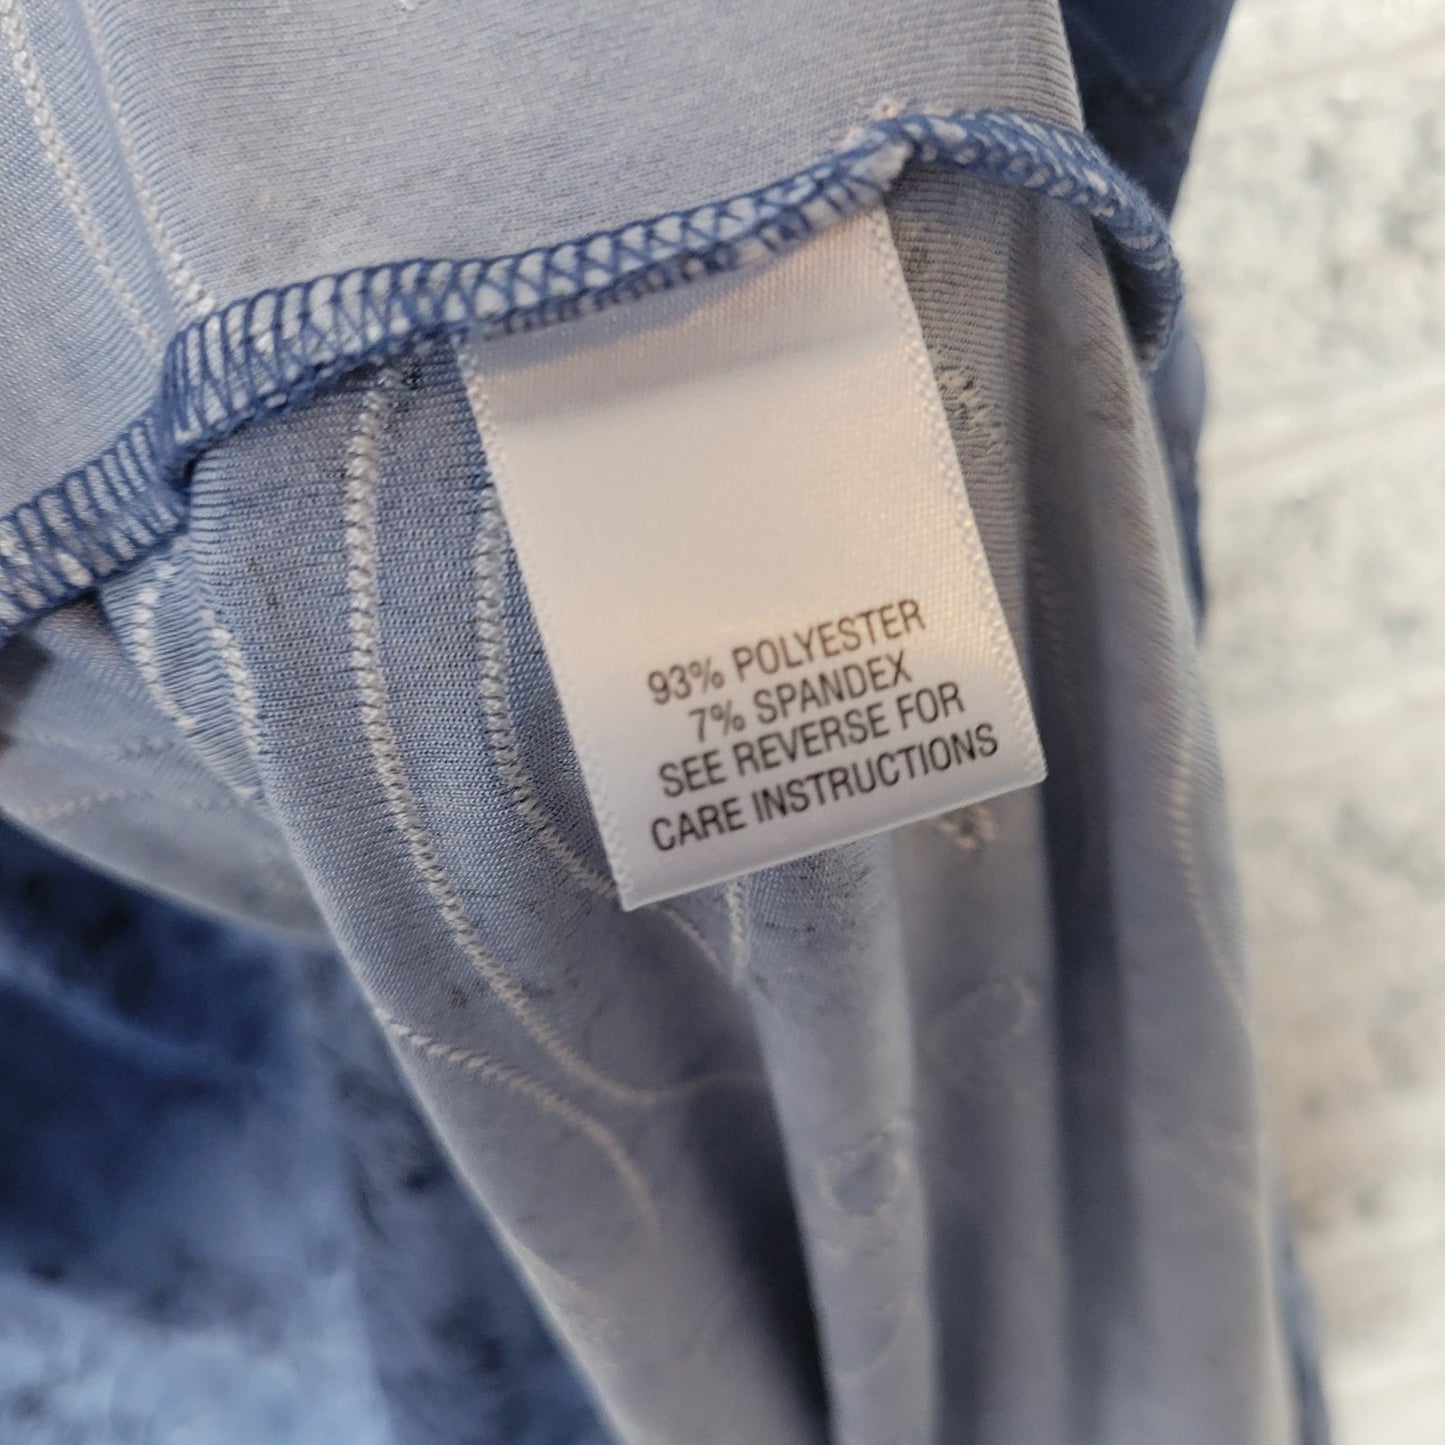 93% POLYESTER
7% SPANDEX
SEE REVERSE FOR
CARE INSTRUCTIONS